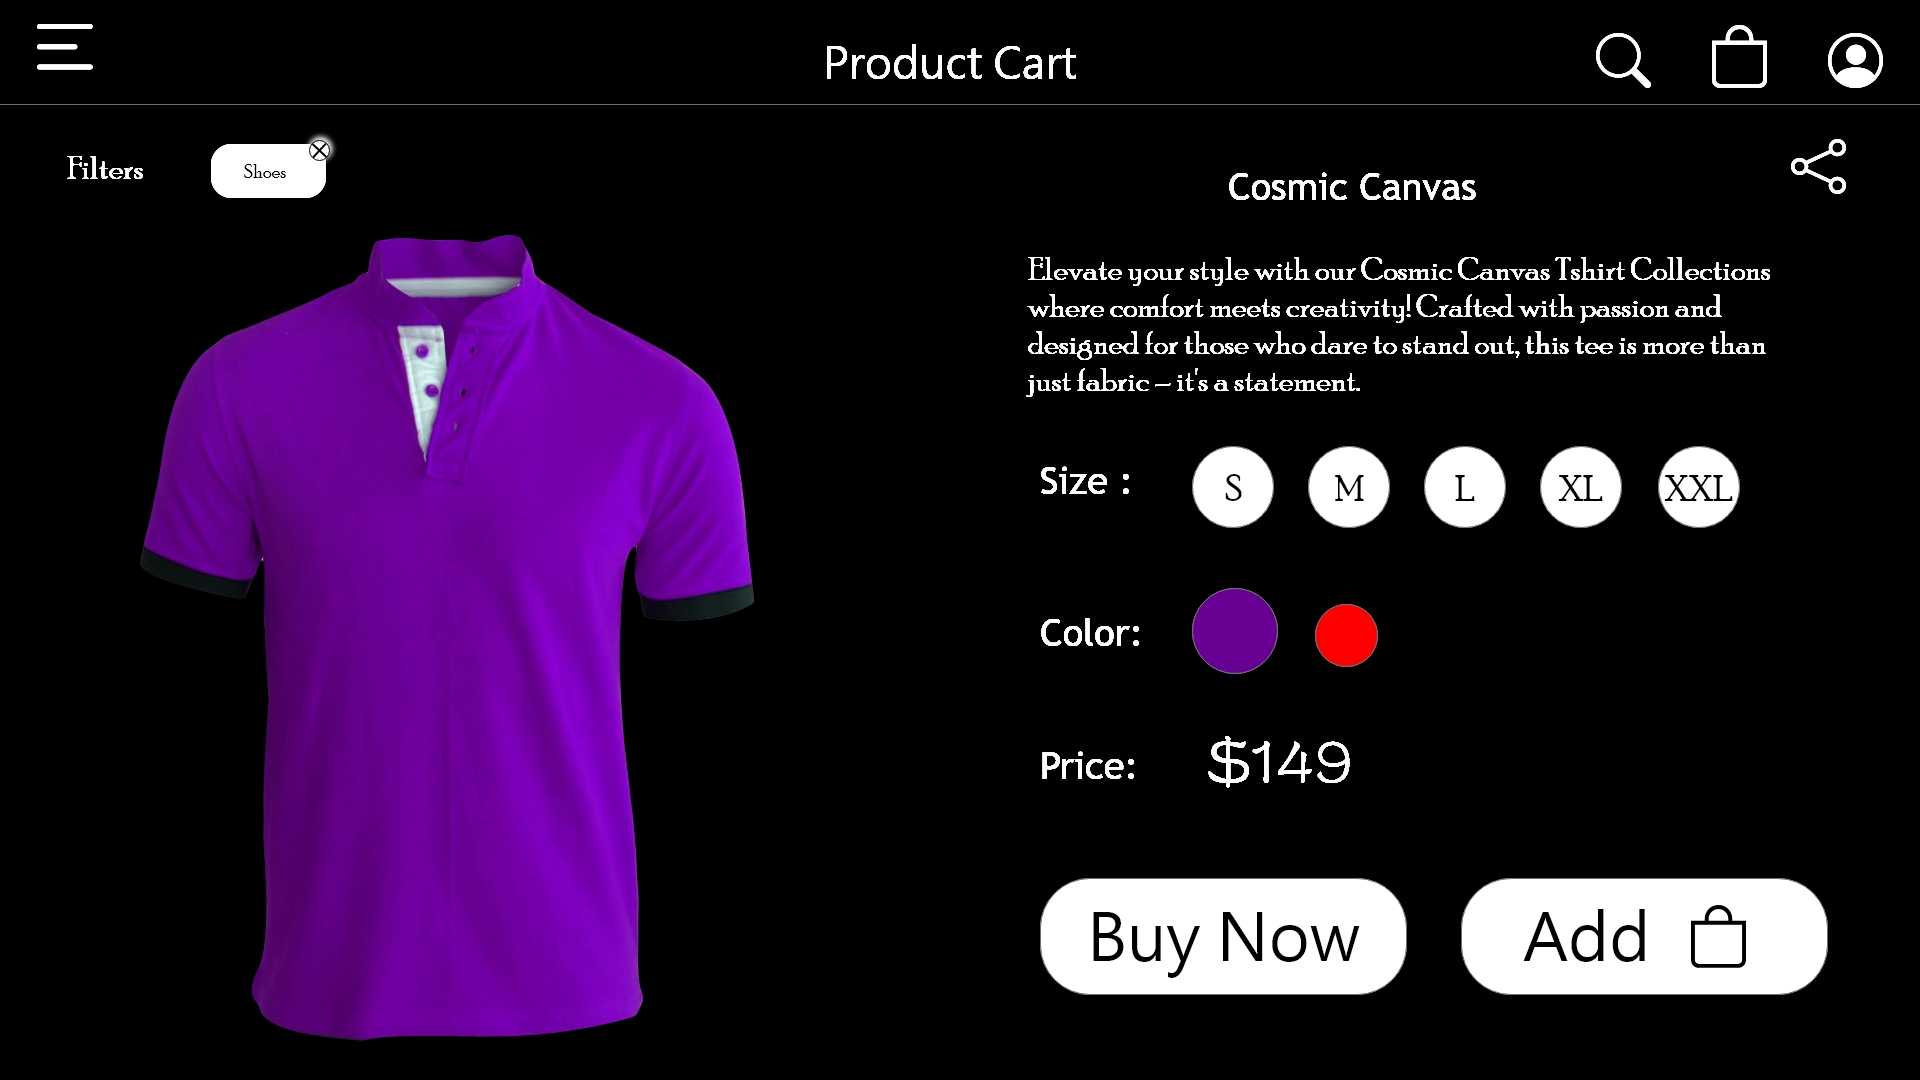 Product Cart
Filters
Shoes
Cosmic Canvas
Elevate your style with our Cosmic Canvas Tshirt Collections
where comfort meets creativity! Crafted with passion and
designed for those who dare to stand out, this tee is more than
just fabric – it's a statement.
Size : S M L XL XXL
Color:
Price: $149
Buy Now Add